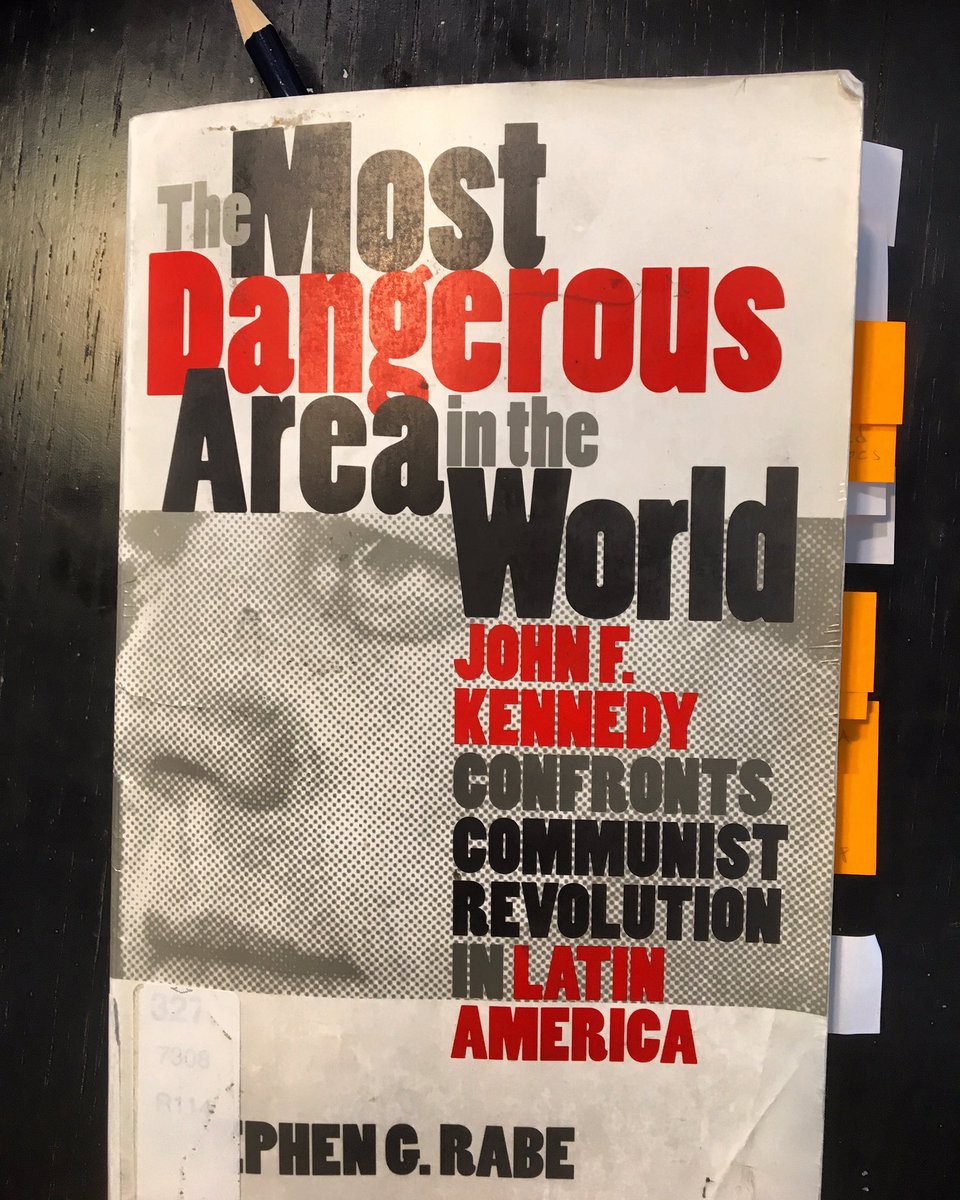 The Most
Dangerous
Area in the
World
JOHN F.
KENNEDY
CONFRONTS
COMMUNIST
REVOLUTION
IN LATIN
AMERICA
327
7308
PHEN G. RABE